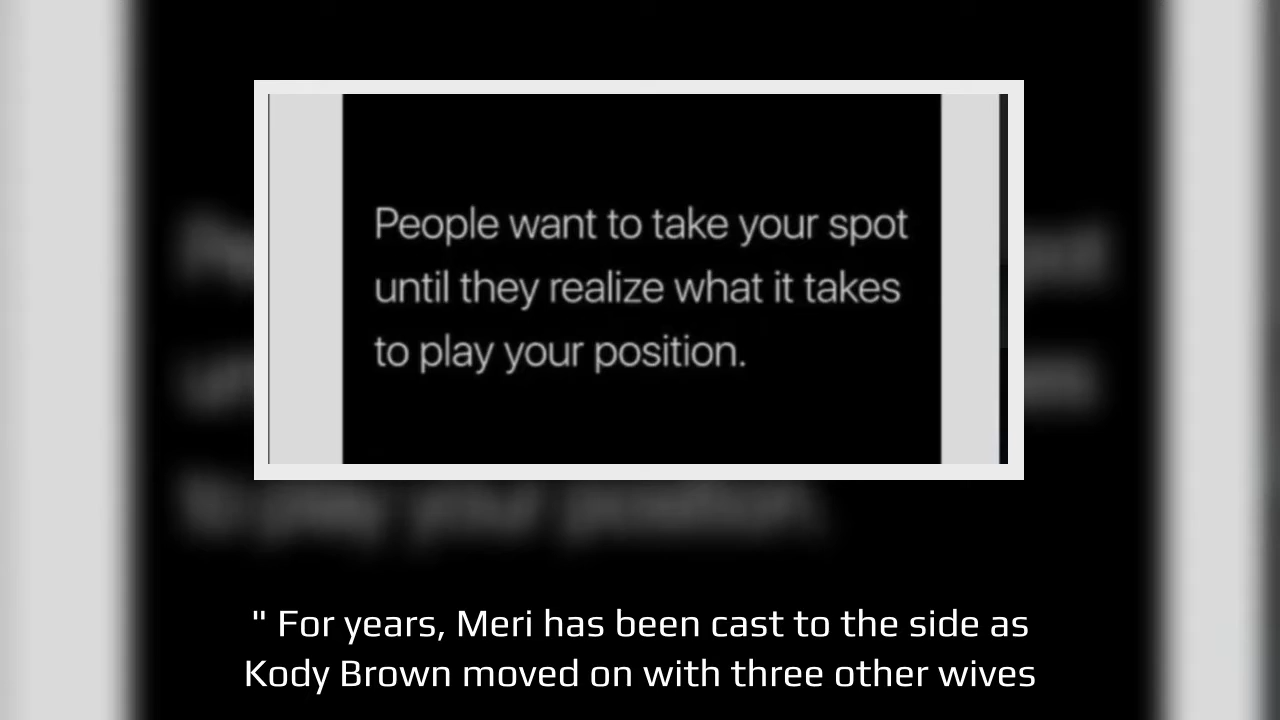 People want to take your spot
until they realize what it takes
to play your position.
" For years, Meri has been cast to the side as
Kody Brown moved on with three other wives